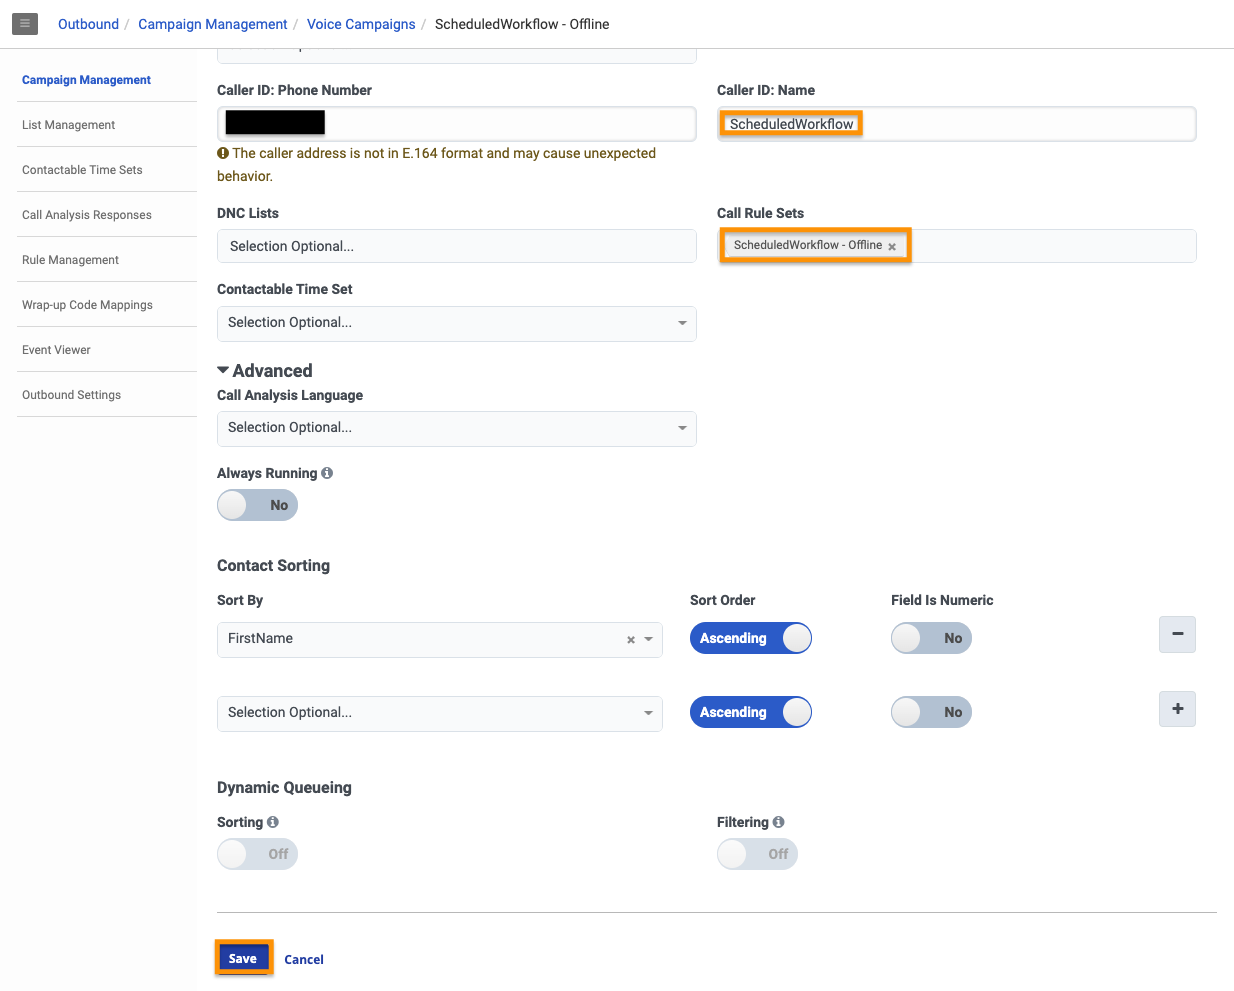 Outbound / Campaign Management / Voice Campaigns / ScheduledWorkflow - Offline
Campaign Management
List Management
Contactable Time Sets
Call Analysis Responses
Rule Management
Wrap-up Code Mappings
Event Viewer
Outbound Settings
Caller ID: Phone Number Caller ID: Name
ScheduledWorkflow
The caller address is not in E.164 format and may cause unexpected
behavior.
DNC Lists Call Rule Sets
Selection Optional... ScheduledWorkflow - Offline ×
Contactable Time Set
Selection Optional...
Advanced
Call Analysis Language
Selection Optional...
Always Running
No
Contact Sorting
Sort By Sort Order Field Is Numeric
FirstName × Ascending No −
Selection Optional... Ascending No +
Dynamic Queueing
Sorting Filtering
Off Off
Save Cancel